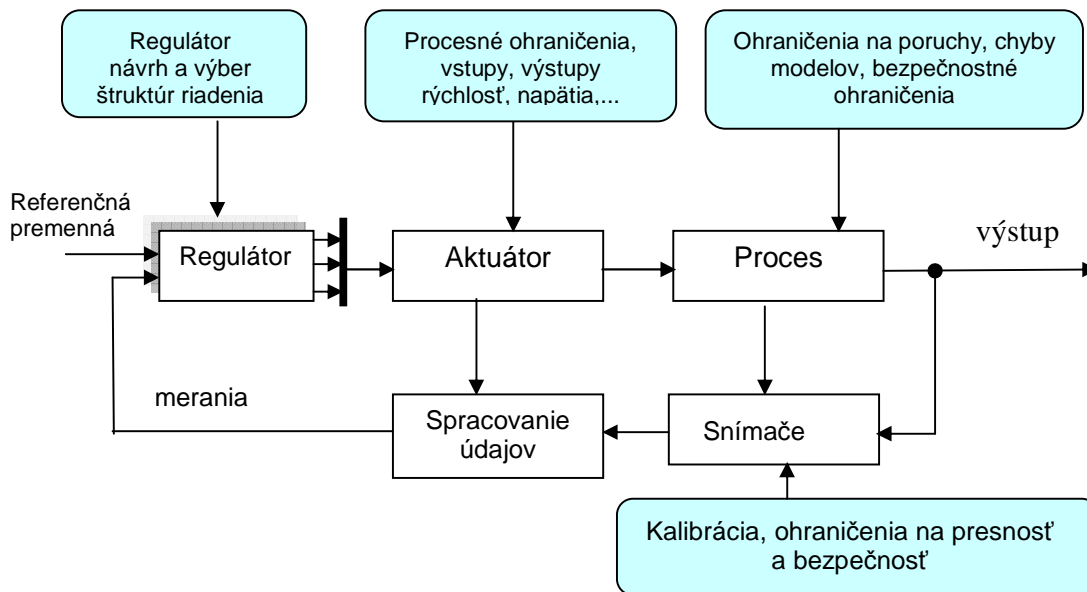 Regulátor
návrh a výber
štruktúr riadenia
Procesné ohraničenia,
vstupy, výstupy
rýchlosť, napätia,...
Ohraničenia na poruchy, chyby
modelov, bezpečnostné
ohraničenia
Referenčná
premenná
Regulátor
Aktuátor
Proces
výstup
merania
Spracovanie
údajov
Snímače
Kalibrácia, ohraničenia na presnosť
a bezpečnosť